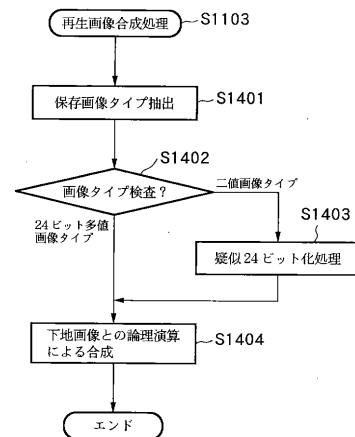 再生画像合成処理
S1103
保存画像タイプ抽出
S1401
S1402
画像タイプ検査？
二値画像タイプ
24ビット多値
画像タイプ
S1403
疑似24ビット化処理
下地画像との論理演算
による合成
S1404
エンド